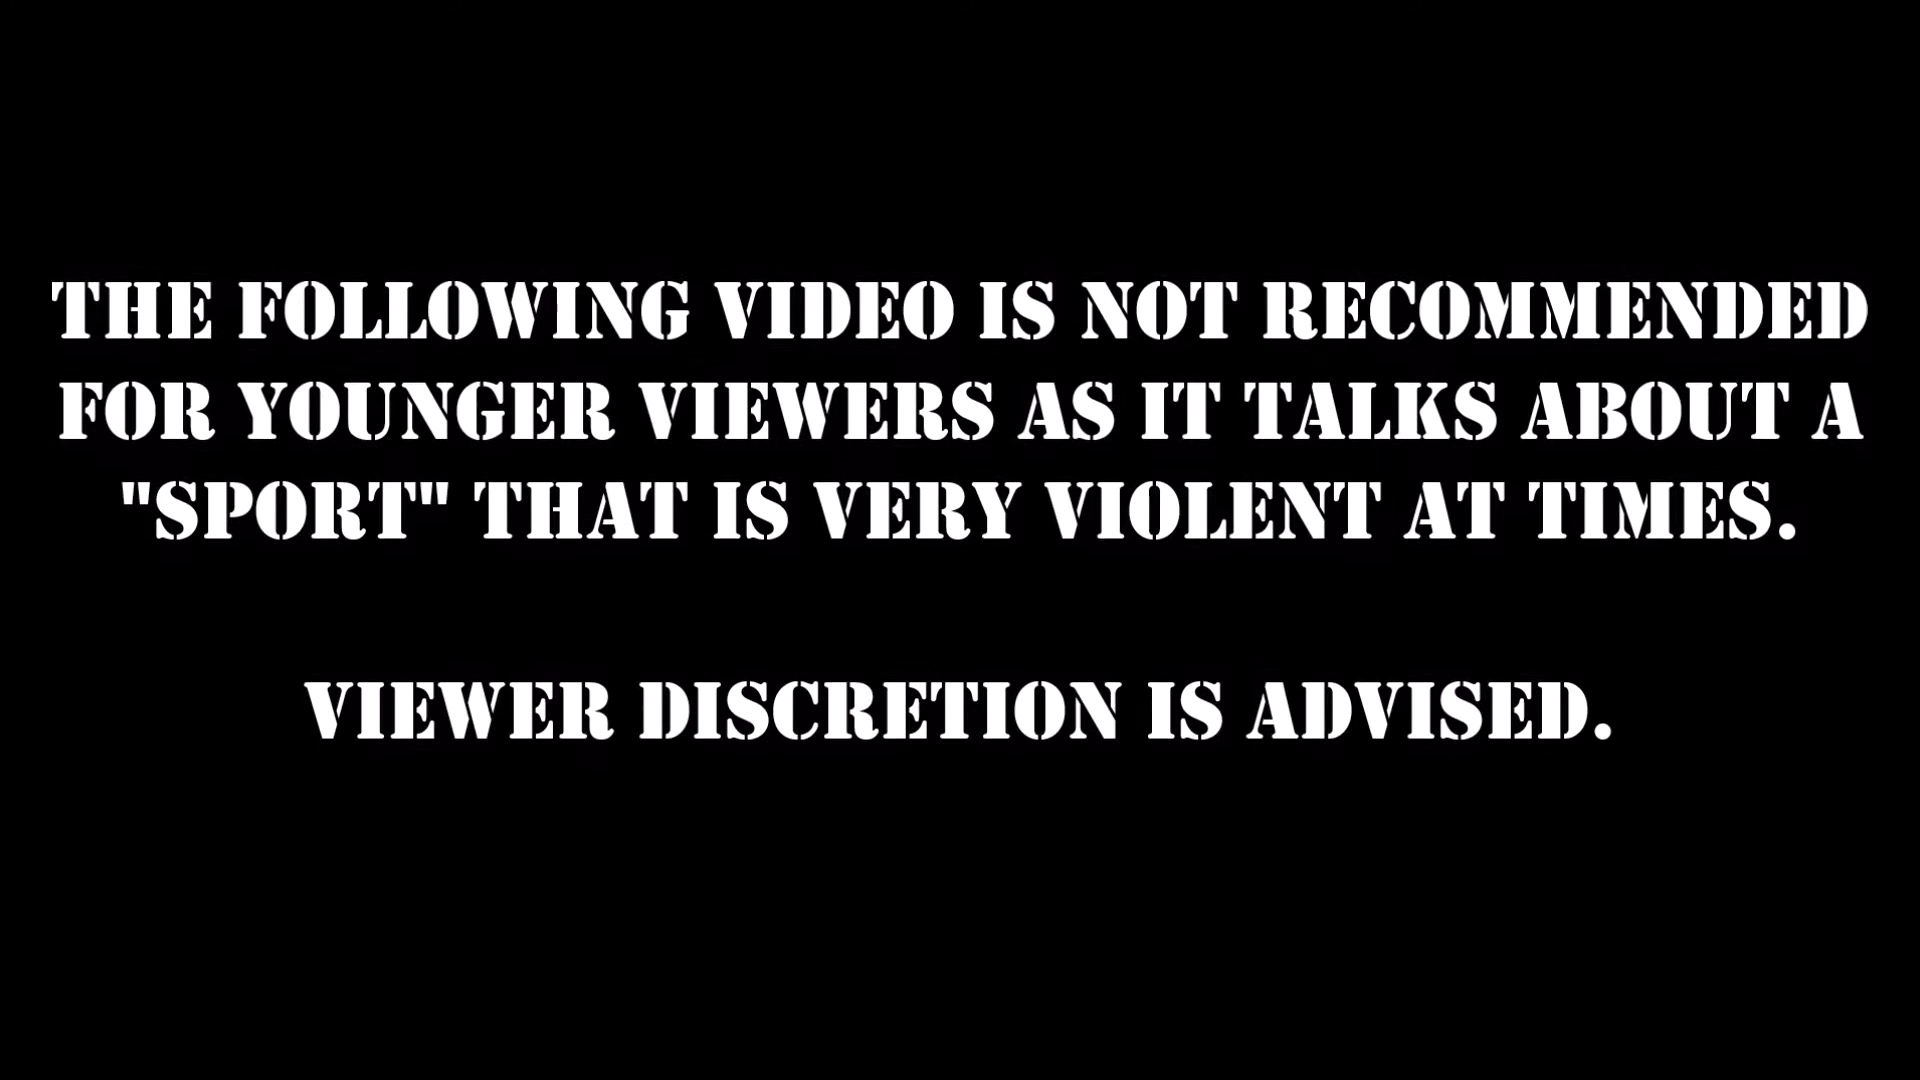 THE FOLLOWING VIDEO IS NOT RECOMMENDED
FOR YOUNGER VIEWERS AS IT TALKS ABOUT A
"SPORT" THAT IS VERY VIOLENT AT TIMES.
VIEWER DISCRETION IS ADVISED.